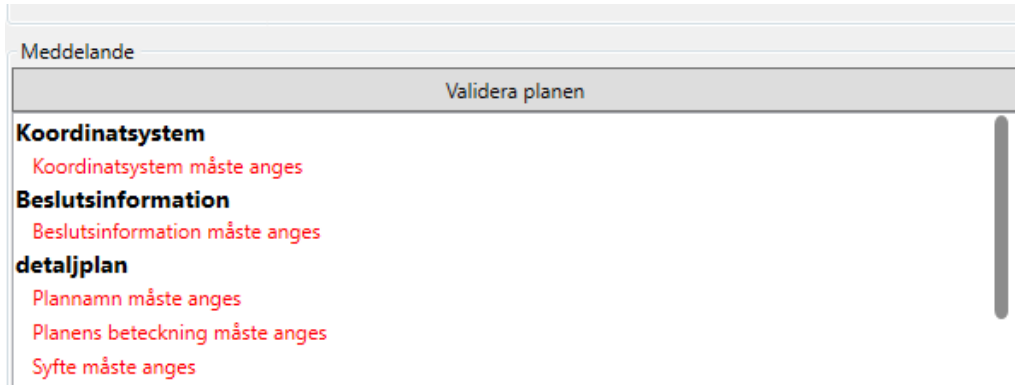 Meddelande
Validera planen
Koordinatsystem
Koordinatsystem måste anges
Beslutsinformation
Beslutsinformation måste anges
detaljplan
Plannamn måste anges
Planens beteckning måste anges
Syfte måste anges